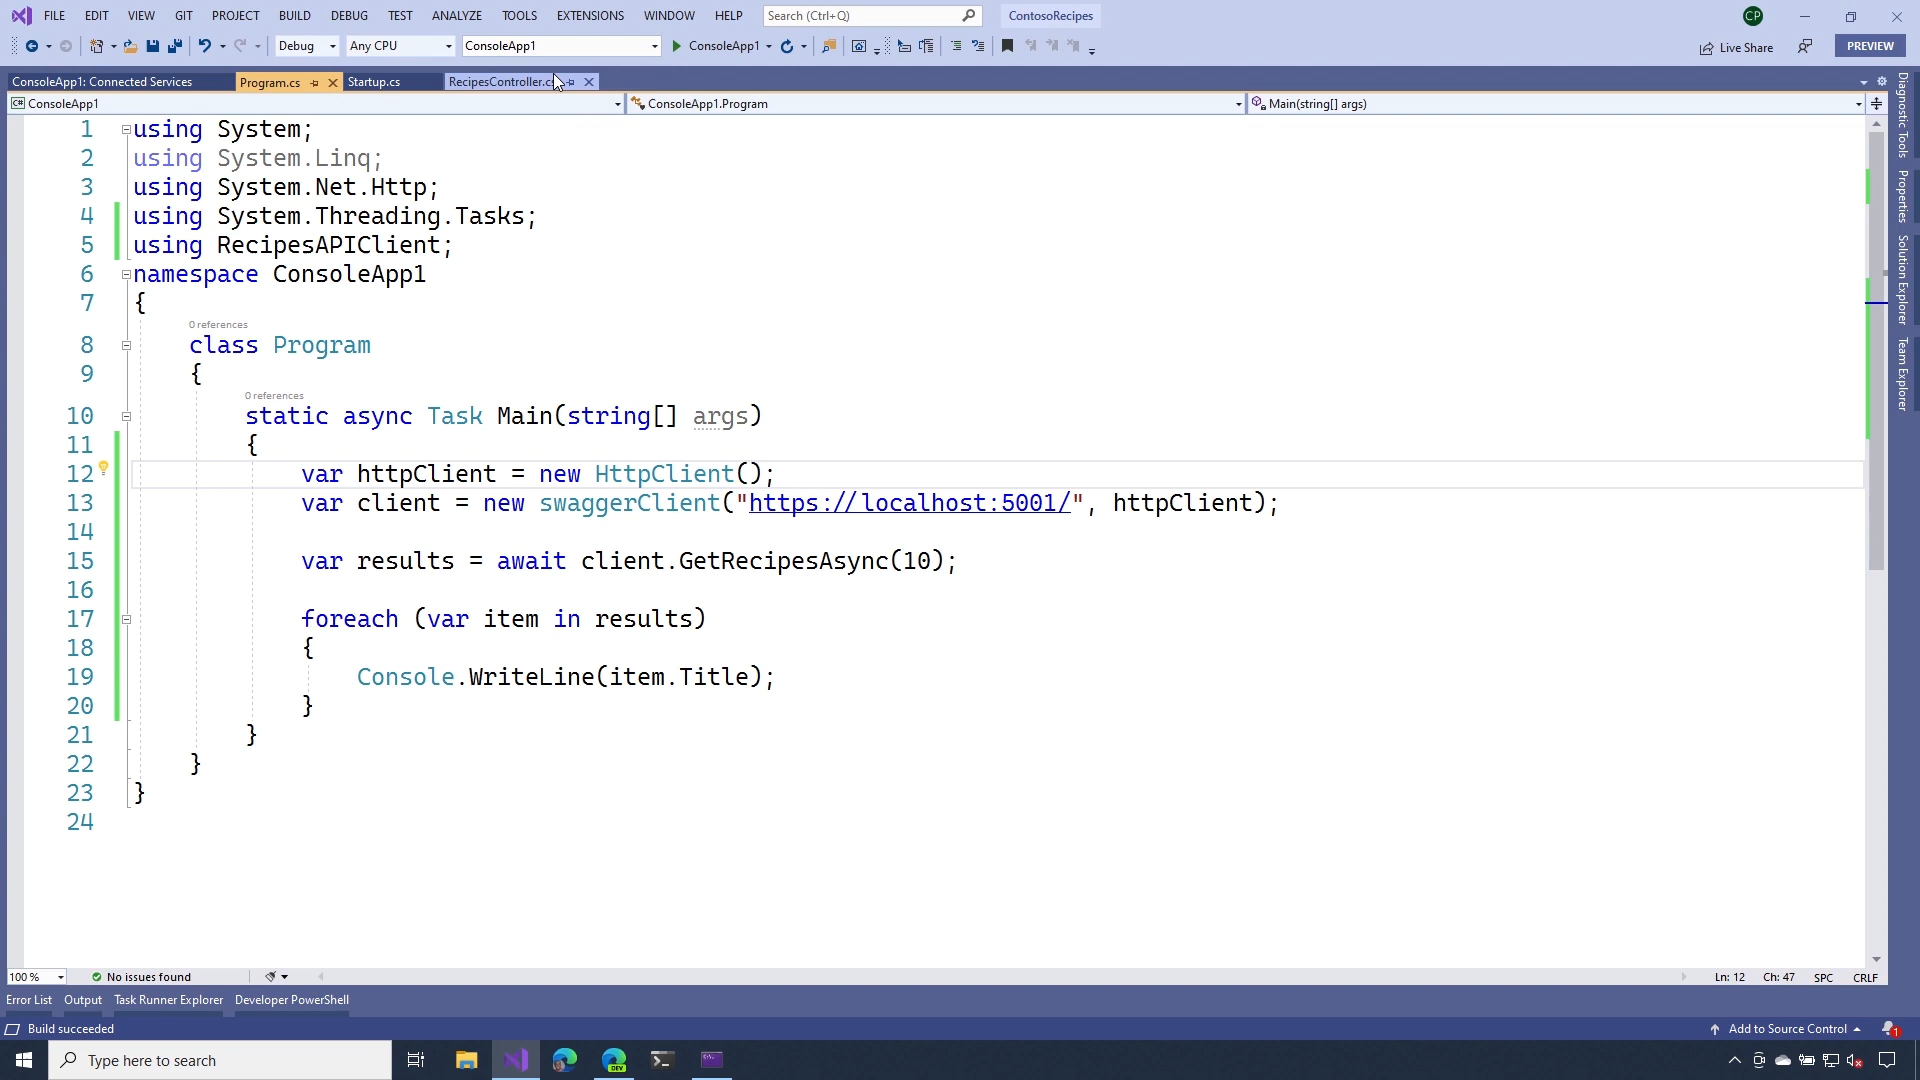 FILE EDIT VIEW GIT PROJECT BUILD DEBUG TEST ANALYZE TOOLS EXTENSIONS WINDOW HELP Search (Ctrl+Q) ContosoRecipes CP
Debug Any CPU ConsoleApp1 ConsoleApp1 Live Share PREVIEW
ConsoleApp1: Connected Services Program.cs Startup.cs RecipesController.cs
ConsoleApp1 ConsoleApp1.Program Main(string[] args)
1 using System;
2 using System.Linq;
3 using System.Net.Http;
4 using System.Threading.Tasks;
5 using RecipesAPIClient;
6 namespace ConsoleApp1
7 {
0 references
8 class Program
9 {
0 references
10 static async Task Main(string[] args)
11 {
12 var httpClient = new HttpClient();
13 var client = new swaggerClient("https://localhost:5001/", httpClient);
14
15 var results = await client.GetRecipesAsync(10);
16
17 foreach (var item in results)
18 {
19 Console.WriteLine(item.Title);
20 }
21 }
22 }
23 }
24
Diagnostic Tools
Properties
Solution Explorer
Team Explorer
100 % No issues found Ln: 12 Ch: 47 SPC CRLF
Error List Output Task Runner Explorer Developer PowerShell
Build succeeded Add to Source Control 1
Type here to search DEV